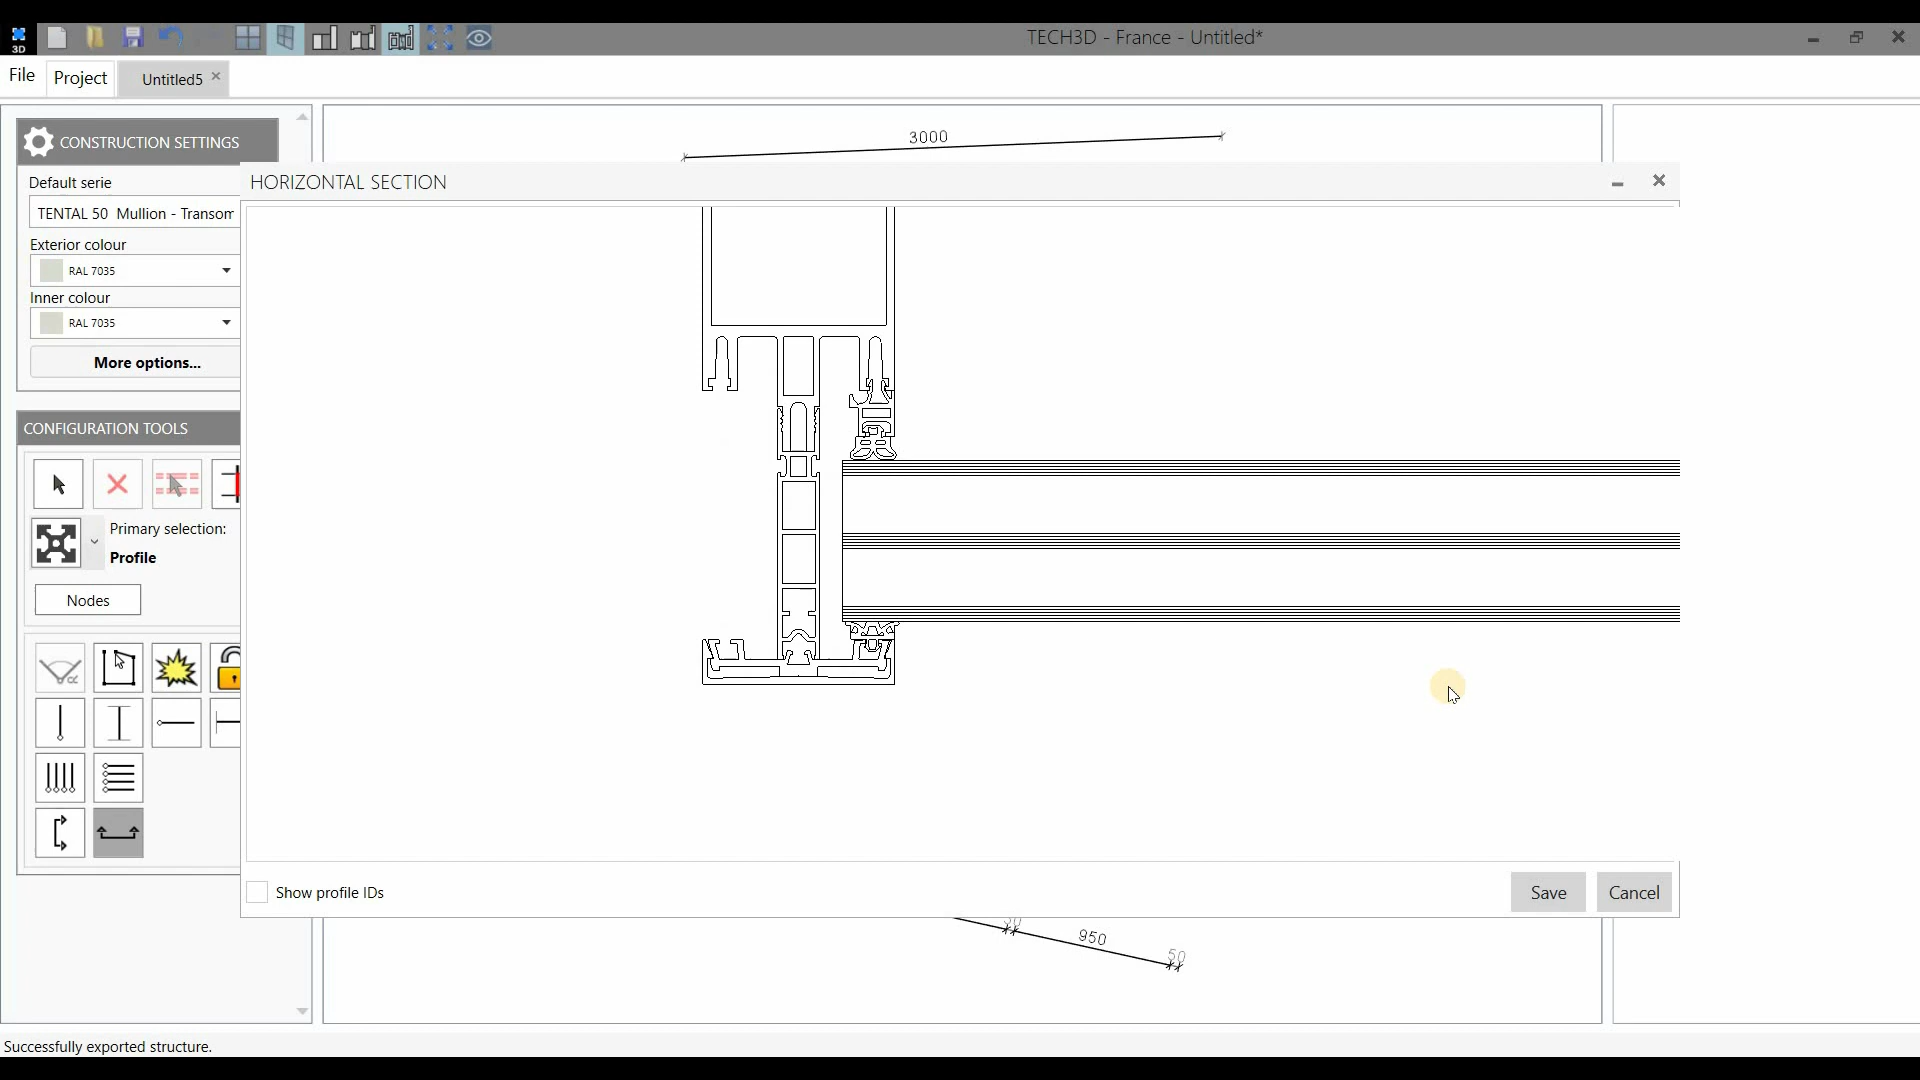 3D
TECH3D - France - Untitled*
File
Project
Untitled5
CONSTRUCTION SETTINGS
Default serie
TENTAL 50 Mullion - Transom
Exterior colour
RAL 7035
Inner colour
RAL 7035
More options...
CONFIGURATION TOOLS
Primary selection:
Profile
Nodes
α
3000
HORIZONTAL SECTION
Show profile IDs
Save
Cancel
50
950
50
Successfully exported structure.